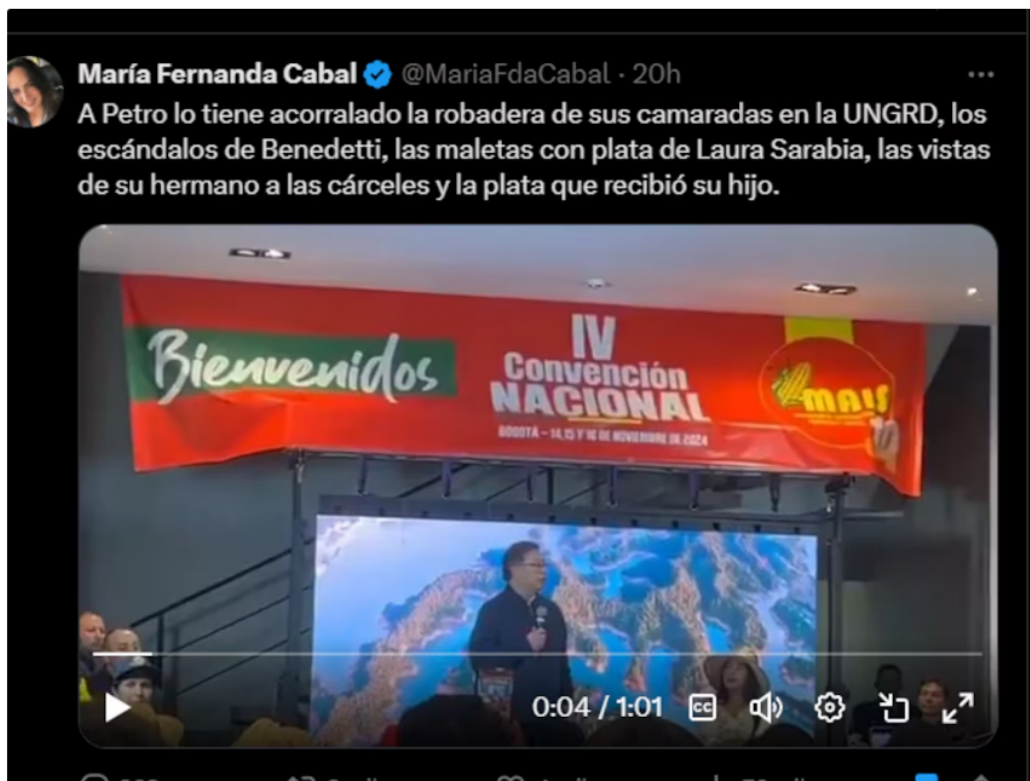 María Fernanda Cabal @MariaFdaCabal · 20h
A Petro lo tiene acorralado la robadera de sus camaradas en la UNGRD, los
escándalos de Benedetti, las maletas con plata de Laura Sarabia, las vistas
de su hermano a las cárceles y la plata que recibió su hijo.
Bienvenidos
IV
Convención
NACIONAL
BOGOTÁ - 14, 15 Y 16 DE NOVIEMBRE DE 2024
MAIS
0:04 / 1:01
CC